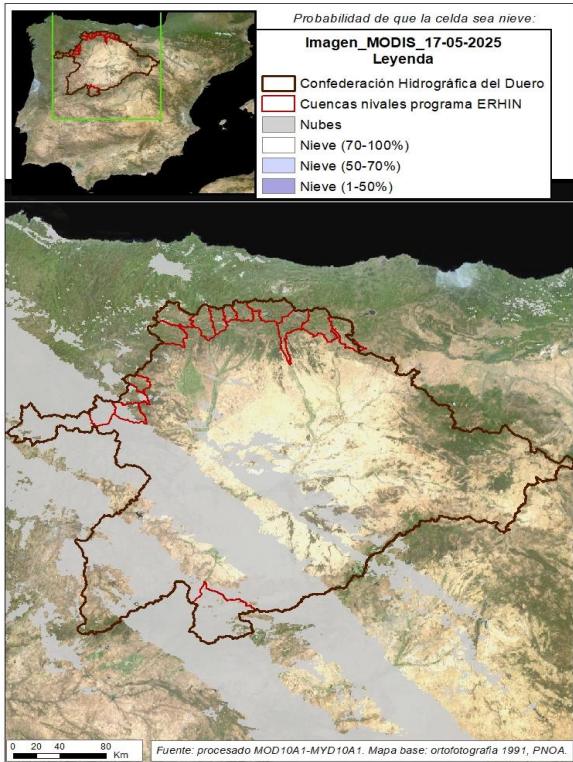 Probabilidad de que la celda sea nieve:
Imagen_MODIS_17-05-2025
Leyenda
Confederación Hidrográfica del Duero
Cuencas nivales programa ERHIN
Nubes
Nieve (70-100%)
Nieve (50-70%)
Nieve (1-50%)
0 20 40 80
Km
Fuente: procesado MOD10A1-MYD10A1. Mapa base: ortofotografía 1991, PNOA.